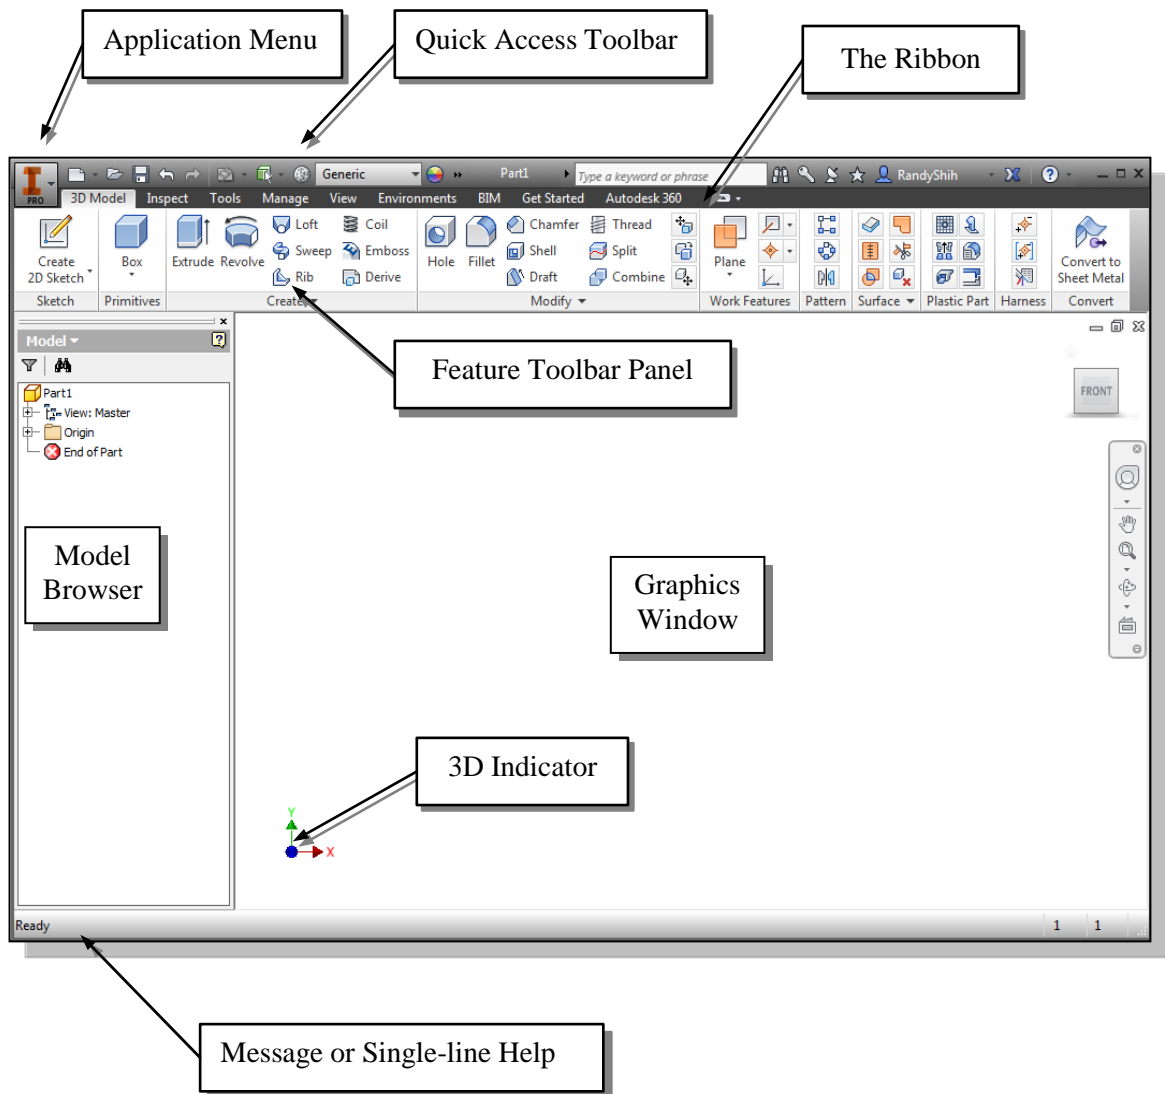 Application Menu
Quick Access Toolbar
The Ribbon
PRO
Generic
Part1
Type a keyword or phrase
RandyShih
3D Model Inspect Tools Manage View Environments BIM Get Started Autodesk 360
Loft Coil Chamfer Thread
Sweep Emboss Shell Split
Create 2D Sketch Box Extrude Revolve Hole Fillet Plane Convert to Sheet Metal
Rib Derive Draft Combine
Sketch Primitives Create Modify Work Features Pattern Surface Plastic Part Harness Convert
Model
Feature Toolbar Panel
FRONT
Part1
View: Master
Origin
End of Part
Model
Browser
Graphics
Window
3D Indicator
Y
X
Ready
1 1
Message or Single-line Help